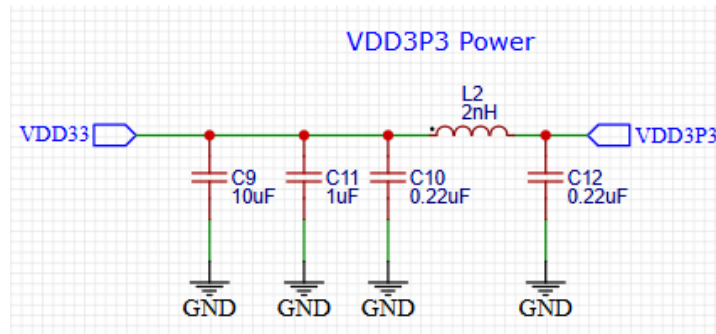 VDD3P3 Power
L2
2nH
VDD33
VDD3P3
C9
10uF
C11
1uF
C10
0.22uF
C12
0.22uF
GND
GND
GND
GND